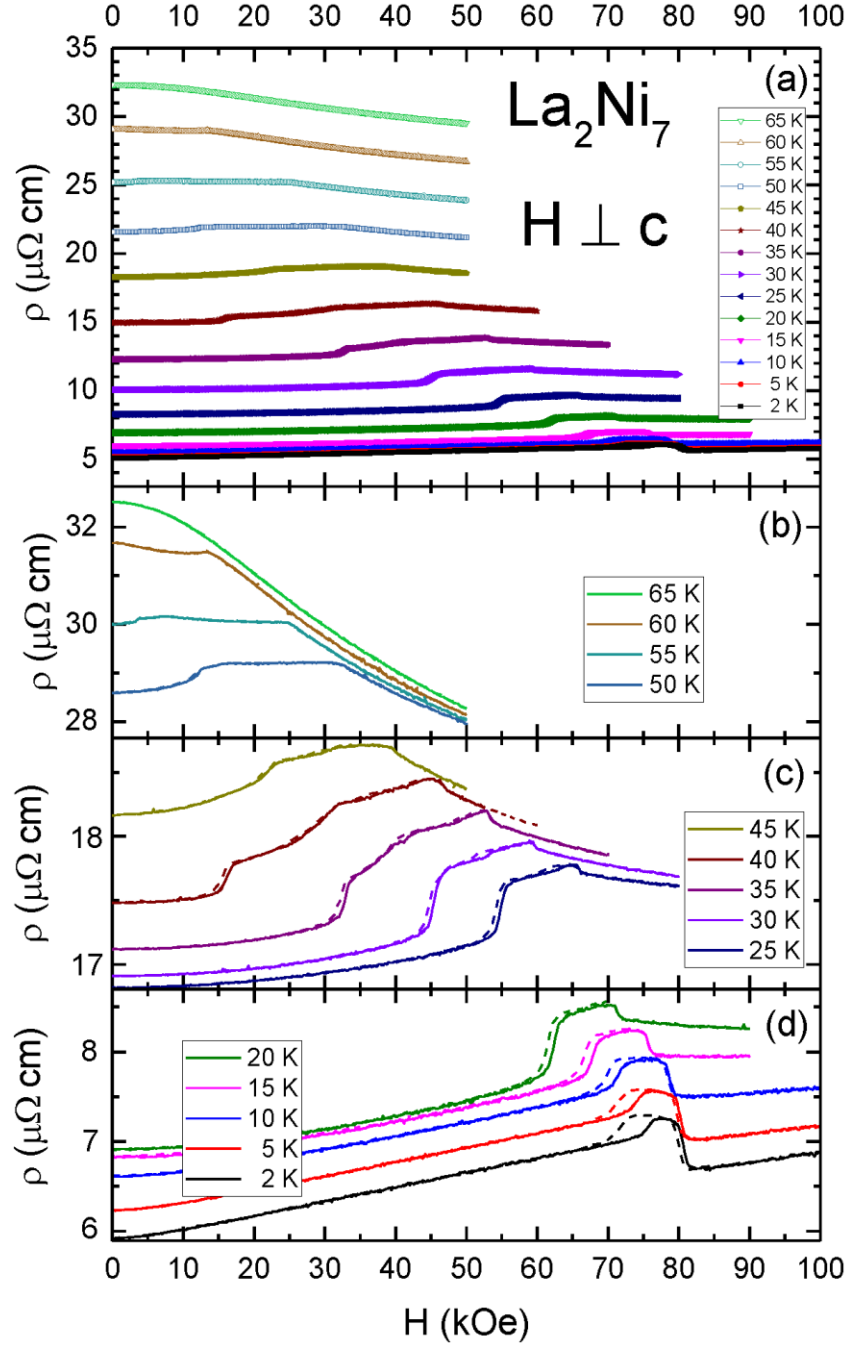 0 10 20 30 40 50 60 70 80 90 100
35
30
25
20
15
10
5
ρ (μΩ cm)
(a)
La2Ni7
H ⊥ c
65 K
60 K
55 K
50 K
45 K
40 K
35 K
30 K
25 K
20 K
15 K
10 K
5 K
2 K
32
30
28
ρ (μΩ cm)
(b)
65 K
60 K
55 K
50 K
18
17
ρ (μΩ cm)
(c)
45 K
40 K
35 K
30 K
25 K
8
7
6
ρ (μΩ cm)
(d)
20 K
15 K
10 K
5 K
2 K
0 10 20 30 40 50 60 70 80 90 100
H (kOe)